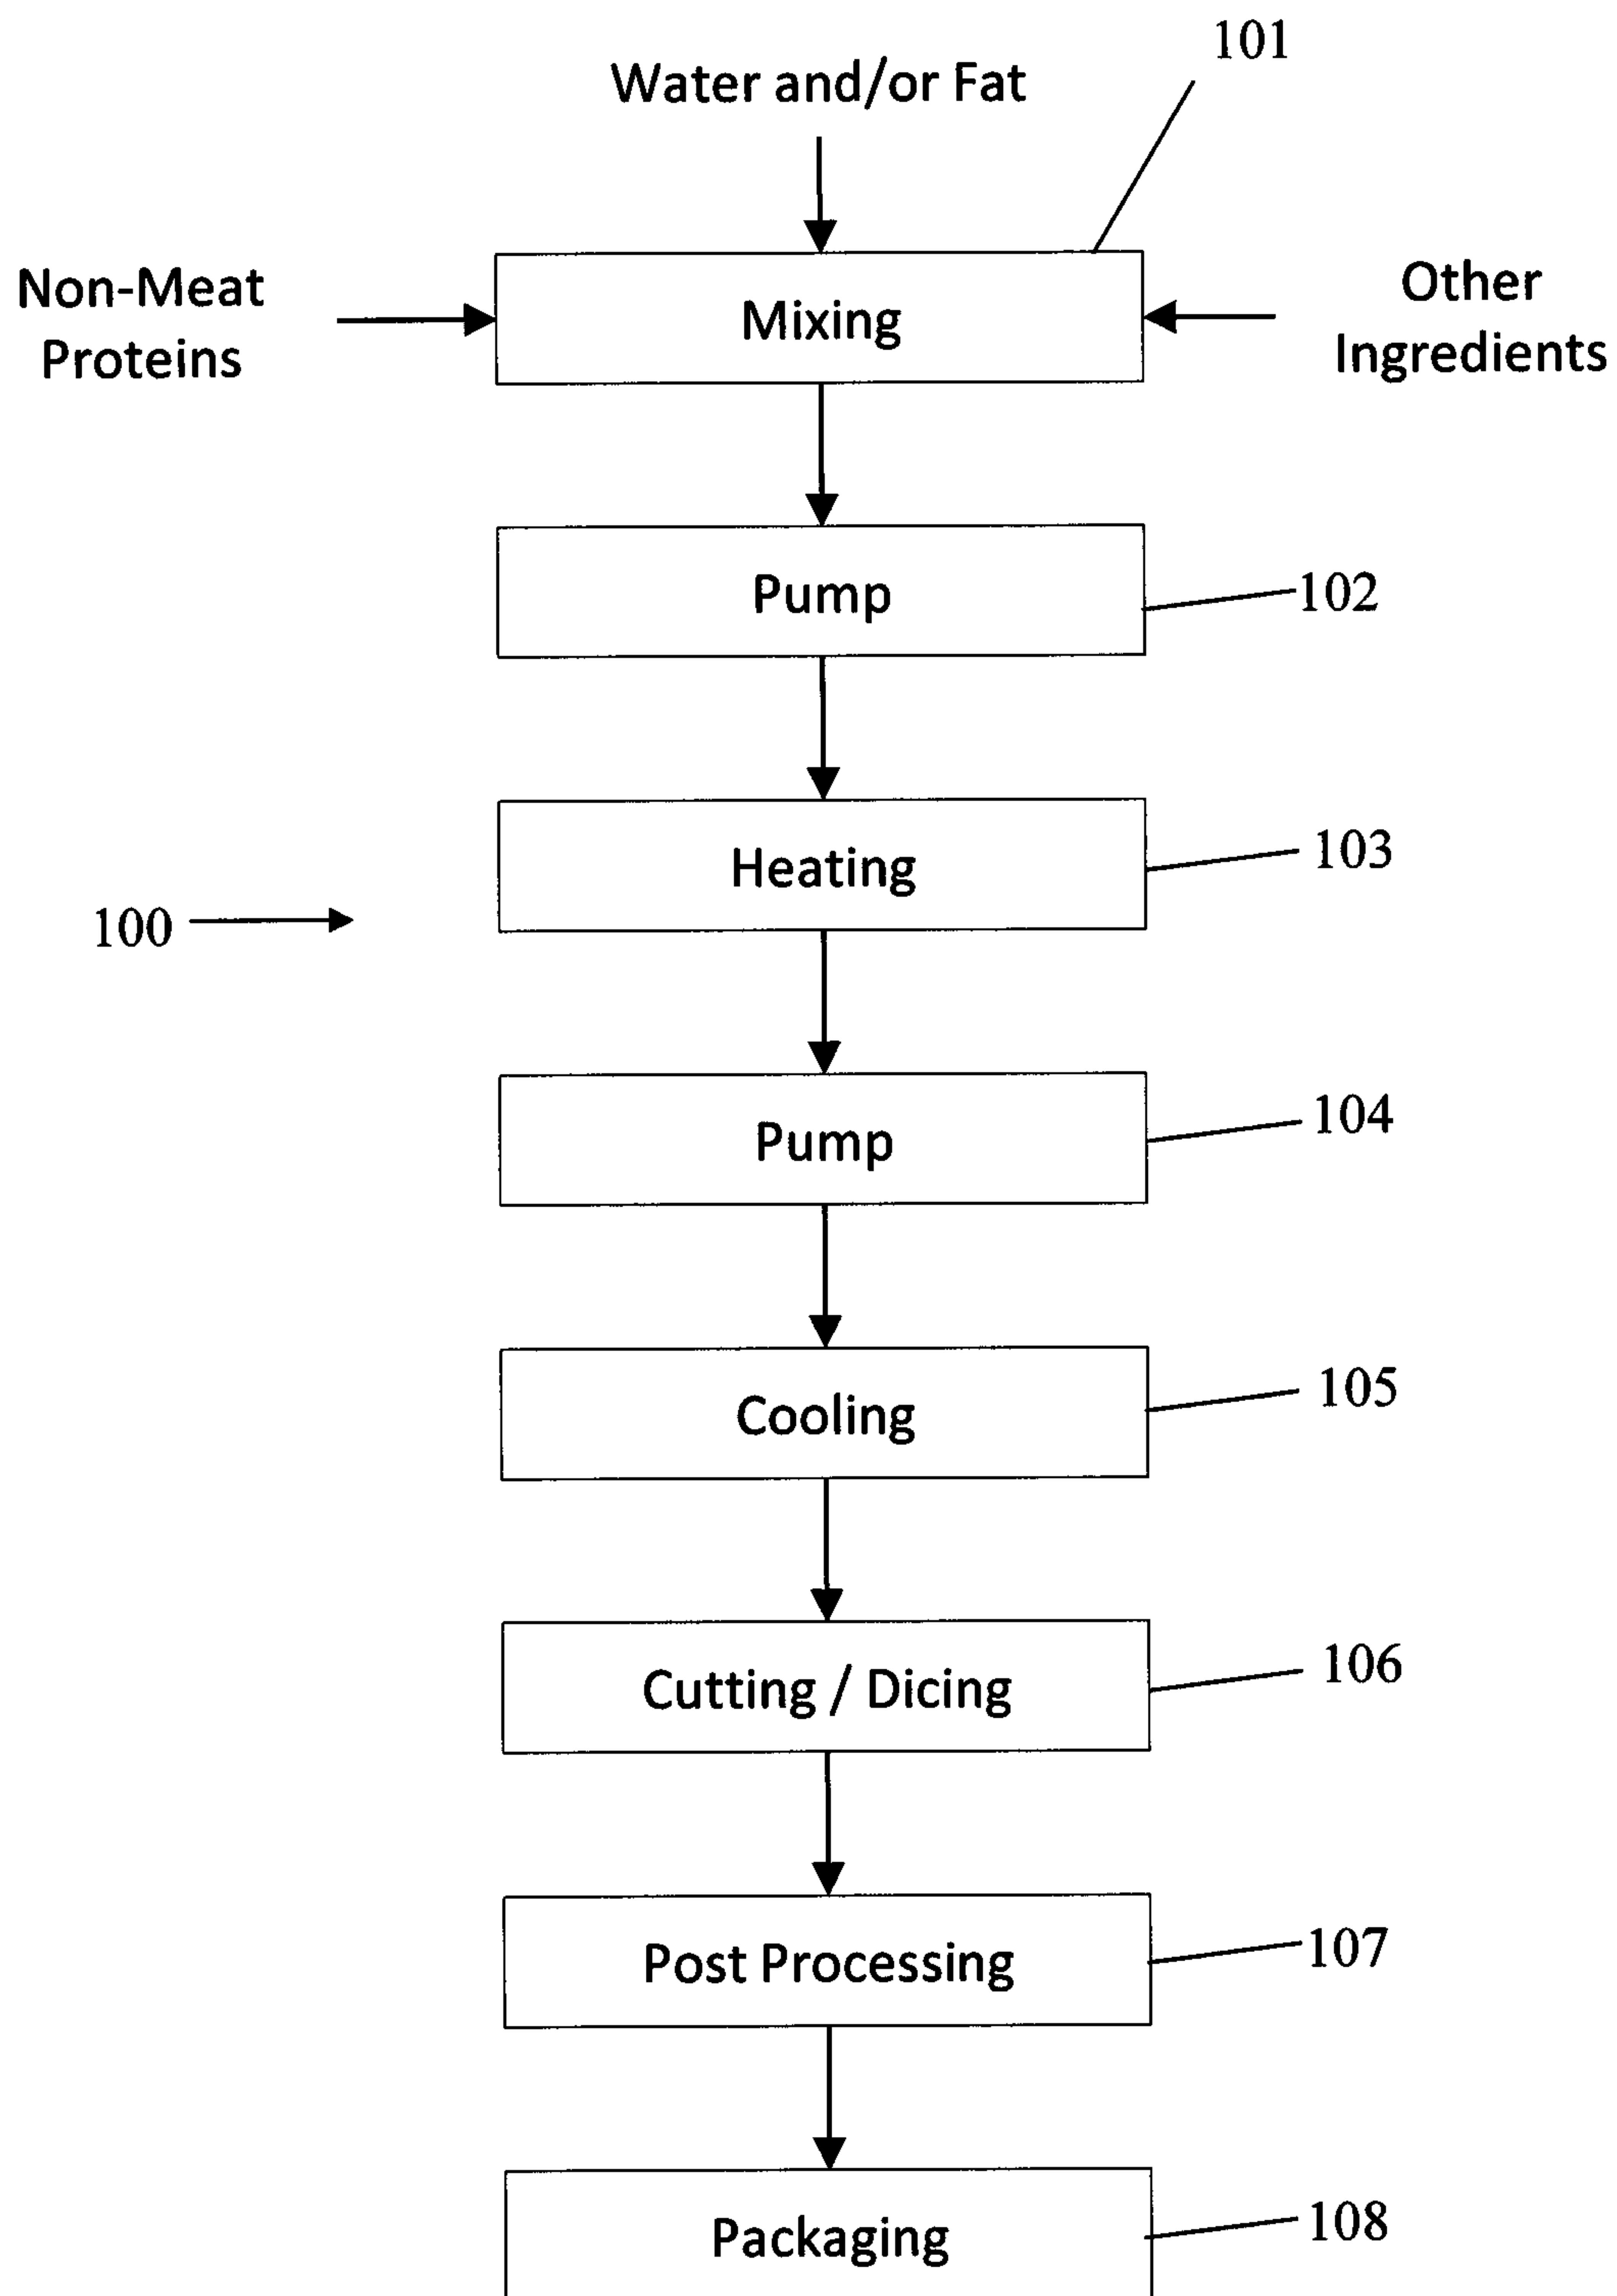 101
Water and/or Fat
Non-Meat
Proteins
Mixing
Other
Ingredients
Pump
102
Heating
103
100
Pump
104
Cooling
105
Cutting / Dicing
106
Post Processing
107
Packaging
108